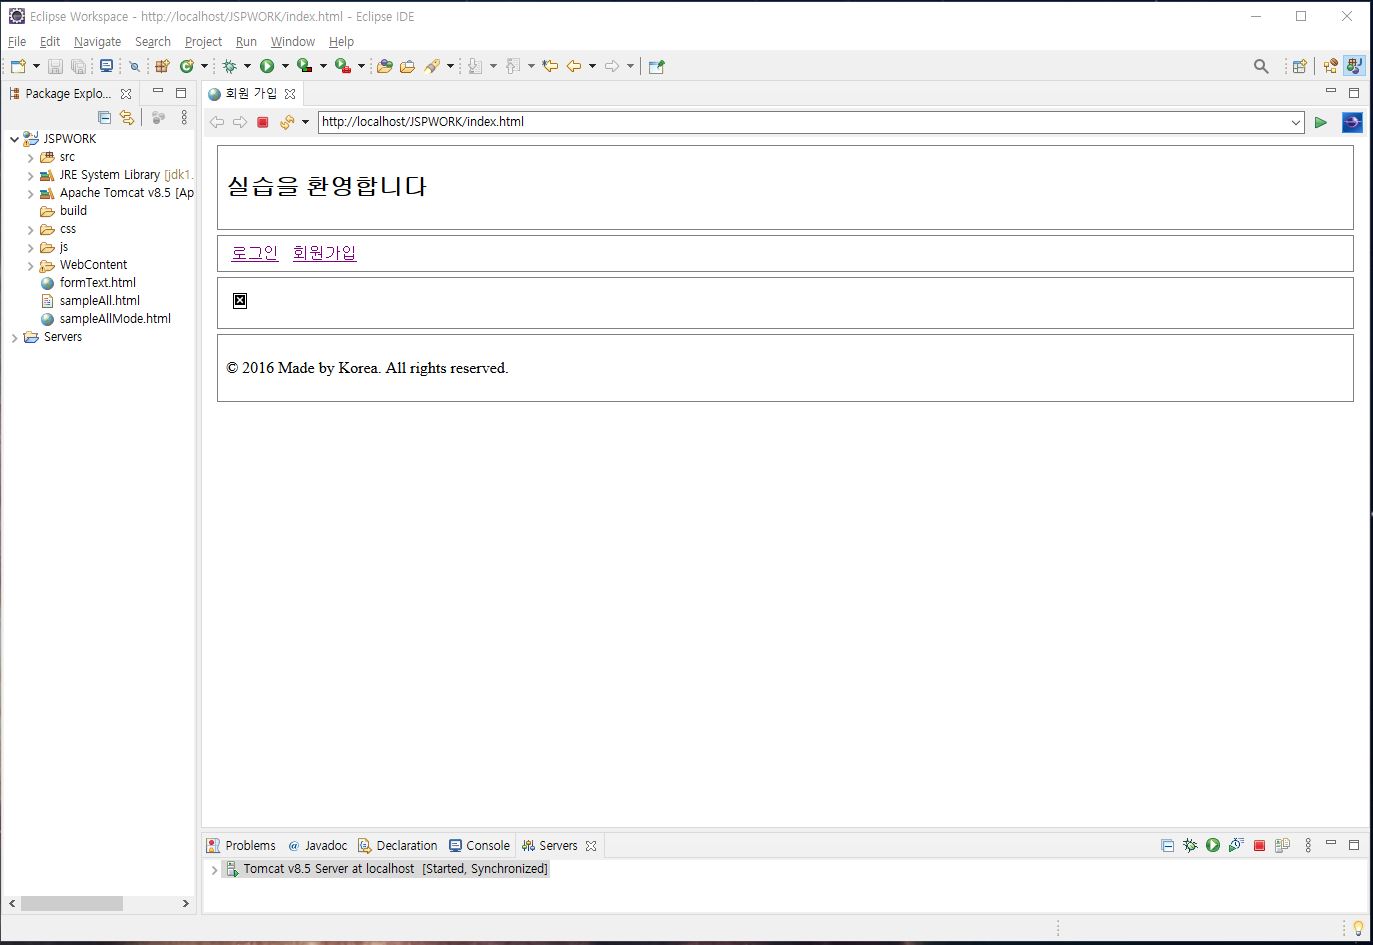 Eclipse Workspace - http://localhost/JSPWORK/index.html - Eclipse IDE
File Edit Navigate Search Project Run Window Help
Package Explo...
회원 가입
http://localhost/JSPWORK/index.html
JSPWORK
src
JRE System Library [jdk1.
Apache Tomcat v8.5 [Ap
build
css
js
WebContent
formText.html
sampleAll.html
sampleAllMode.html
Servers
실습을 환영합니다
로그인 회원가입
© 2016 Made by Korea. All rights reserved.
Problems @ Javadoc Declaration Console Servers
Tomcat v8.5 Server at localhost [Started, Synchronized]